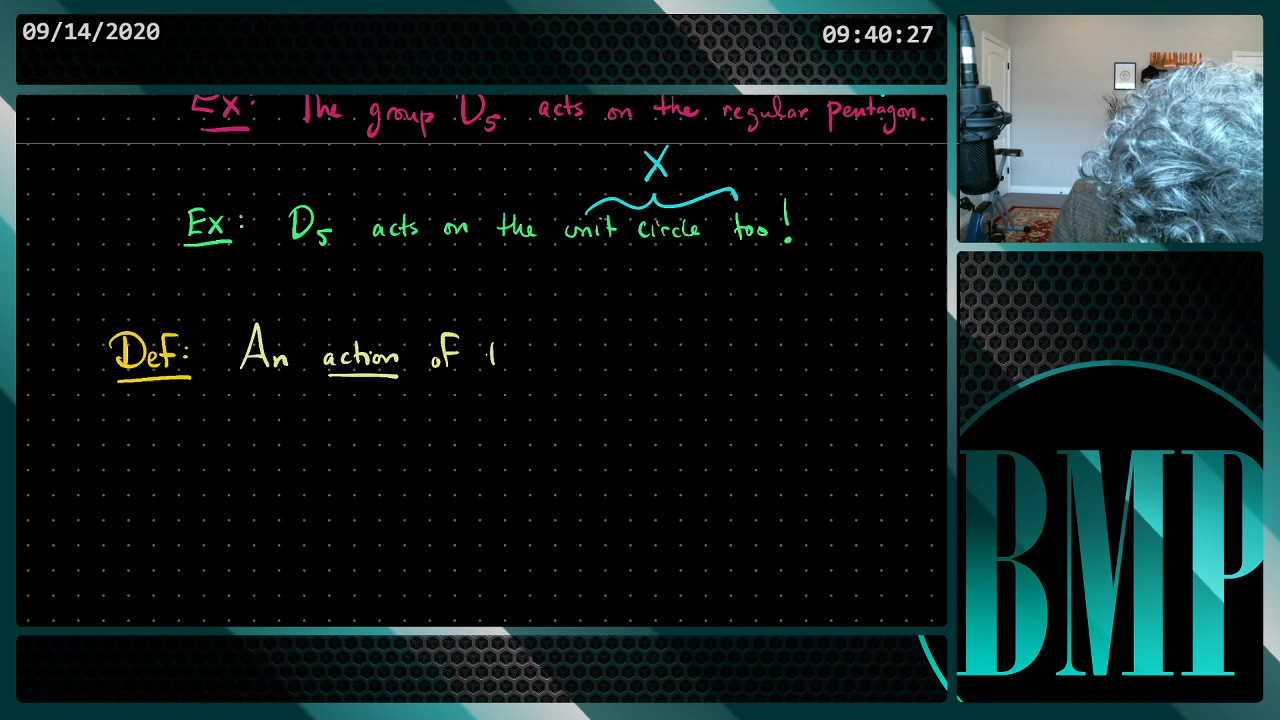 09/14/2020
09:40:27
Ex: The group D5 acts on the regular pentagon.
X
Ex: D5 acts on the unit circle too!
Def: An action of
BMP